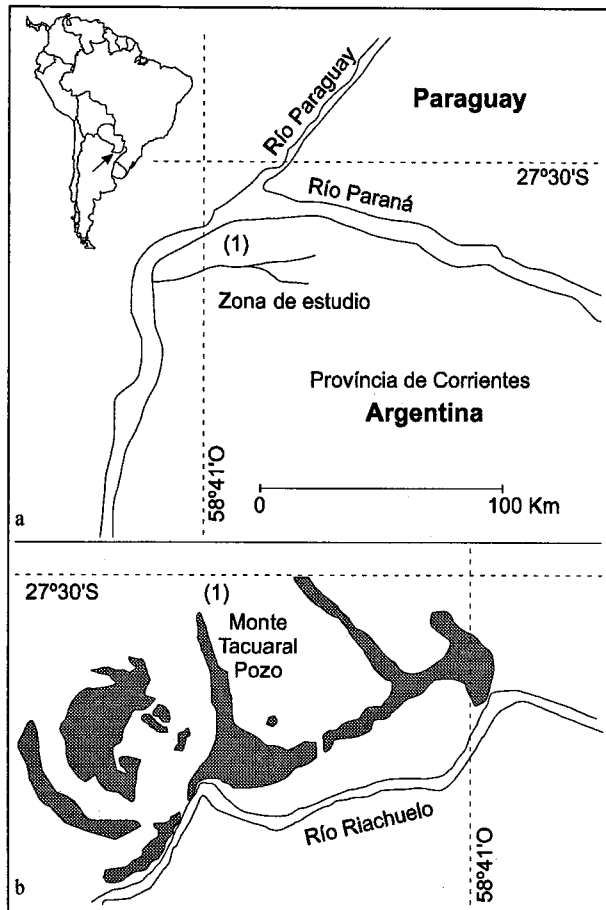 Río Paraguay
Paraguay
27º30'S
Río Paraná
(1)
Zona de estudio
Província de Corrientes
Argentina
58º41'O
0
100 Km
a
27º30'S
(1)
Monte
Tacuaral
Pozo
Río Riachuelo
58º41'O
b